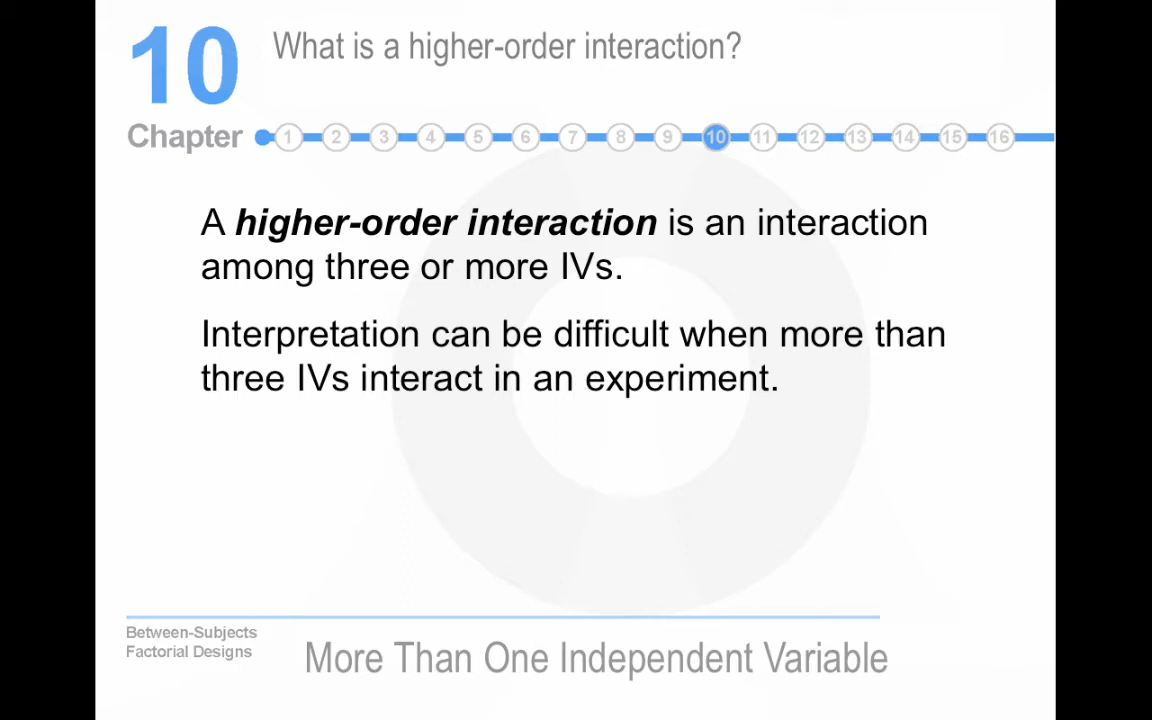 10
What is a higher-order interaction?
Chapter
1 2 3 4 5 6 7 8 9 10 11 12 13 14 15 16
A higher-order interaction is an interaction
among three or more IVs.
Interpretation can be difficult when more than
three IVs interact in an experiment.
Between-Subjects
Factorial Designs
More Than One Independent Variable